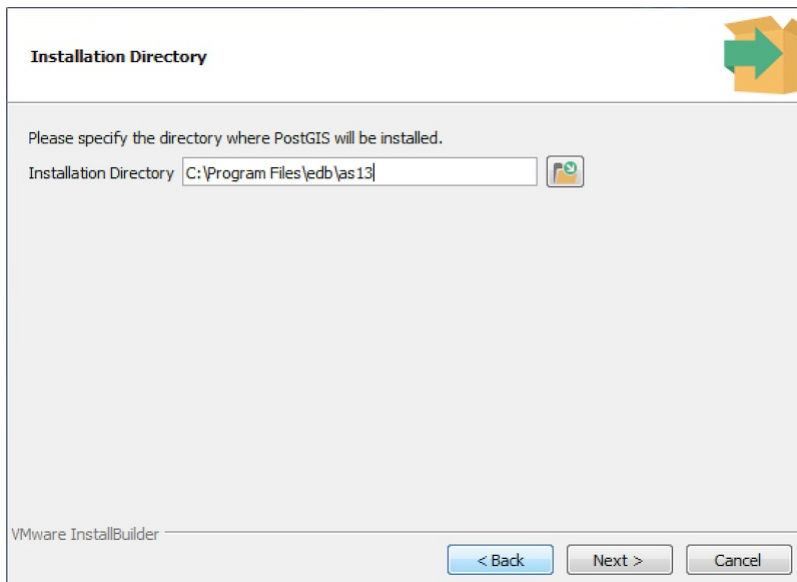 Installation Directory
Please specify the directory where PostGIS will be installed.
Installation Directory C:\Program Files\edb\as13
VMware InstallBuilder
< Back Next > Cancel